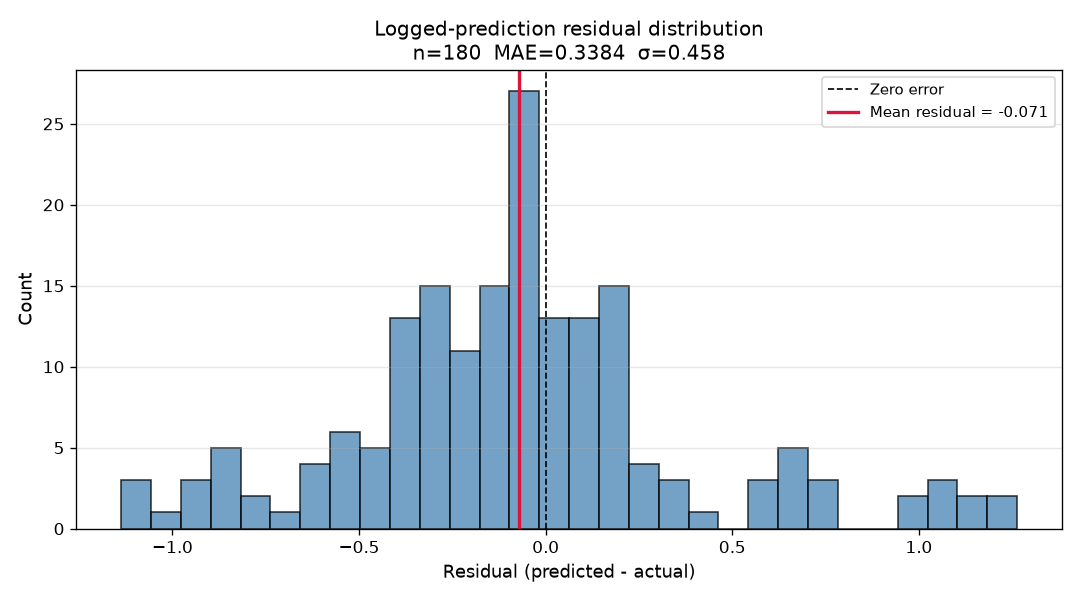 Logged-prediction residual distribution
n=180  MAE=0.3384  σ=0.458
Zero error
Mean residual = -0.071
25
20
15
10
5
0
Count
−1.0
−0.5
0.0
0.5
1.0
Residual (predicted - actual)